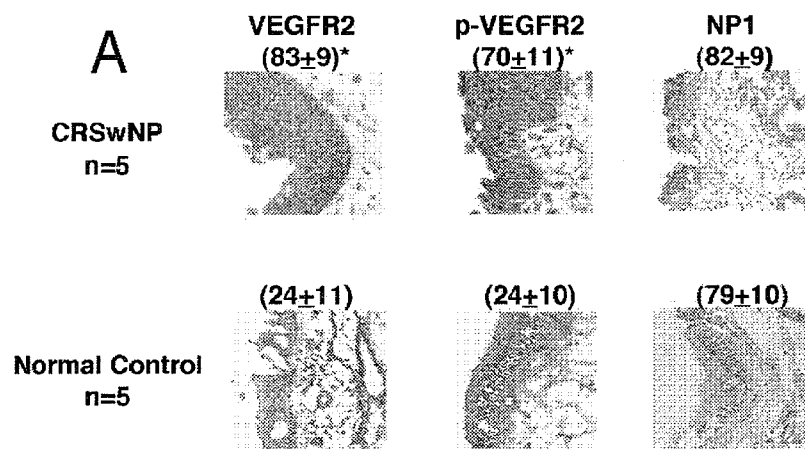 A
VEGFR2 p-VEGFR2 NP1
(83±9)* (70±11)* (82±9)
CRSwNP
n=5
(24±11) (24±10) (79±10)
Normal Control
n=5